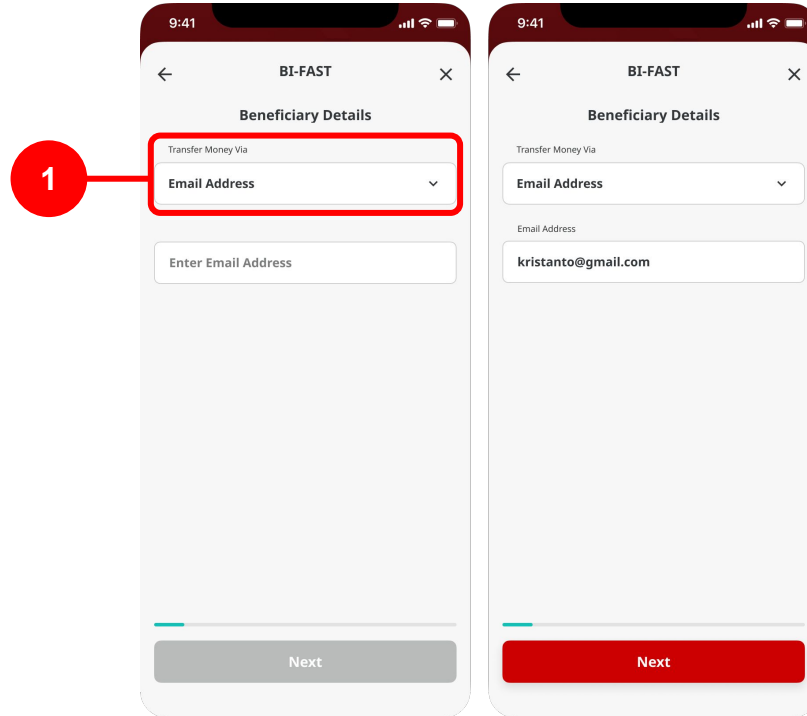 9:41
BI-FAST
Beneficiary Details
Transfer Money Via
Email Address
Enter Email Address
Next
1
9:41
BI-FAST
Beneficiary Details
Transfer Money Via
Email Address
Email Address
kristanto@gmail.com
Next